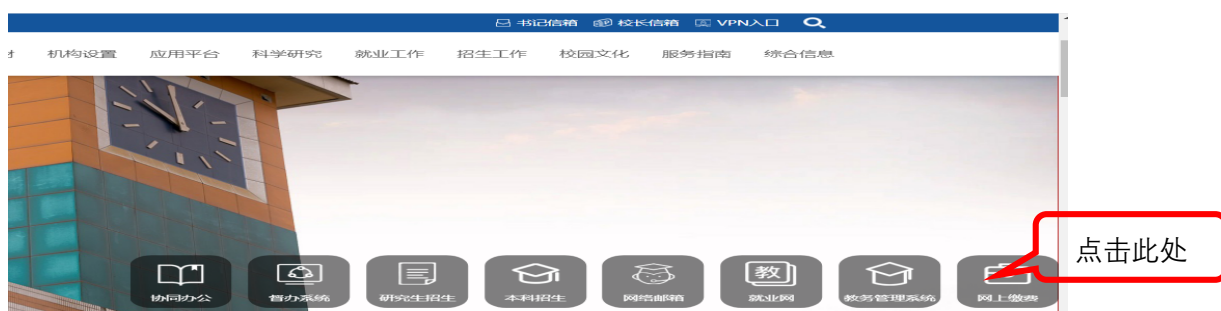 书记信箱 校长信箱 VPN入口
机构设置 应用平台 科学研究 就业工作 招生工作 校园文化 服务指南 综合信息
点击此处
教
协同办公 督办系统 研究生招生 本科招生 网络邮箱 就业网 教务管理系统 网上缴费